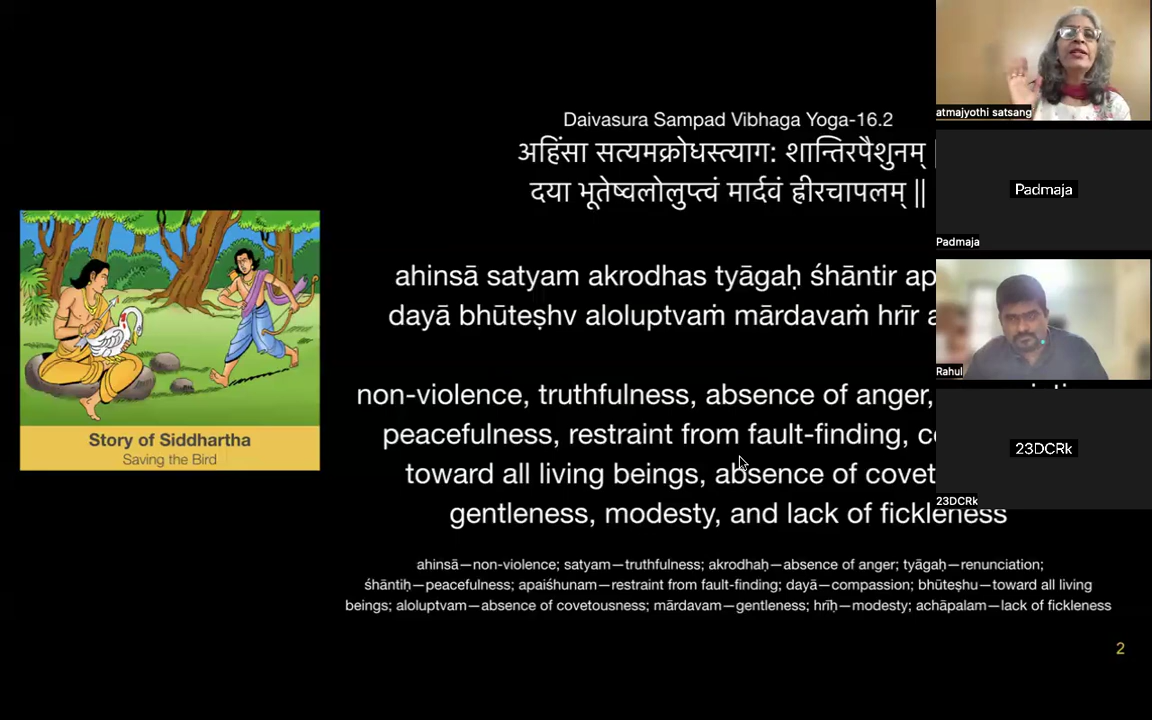 Daivasura Sampad Vibhaga Yoga-16.2
अहिंसा सत्यमक्रोधस्त्याग: शान्तिरपैशुनम् |
दया भूतेष्वलोलुप्त्वं मार्दवं ह्रीरचापलम् ||
ahinsā satyam akrodhas tyāgaḥ śhāntir ap
dayā bhūteṣhv aloluptvaṁ mārdavaṁ hrīr a
non-violence, truthfulness, absence of anger,
peacefulness, restraint from fault-finding, c
toward all living beings, absence of covet
gentleness, modesty, and lack of fickleness
ahinsā—non-violence; satyam—truthfulness; akrodhaḥ—absence of anger; tyāgaḥ—renunciation;
śhāntiḥ—peacefulness; apaiśhunam—restraint from fault-finding; dayā—compassion; bhūteṣhu—toward all living
beings; aloluptvam—absence of covetousness; mārdavam—gentleness; hrīḥ—modesty; achāpalam—lack of fickleness
2
Story of Siddhartha
Saving the Bird
atmajyothi satsang
Padmaja
Padmaja
Rahul
23DCRk
23DCRk